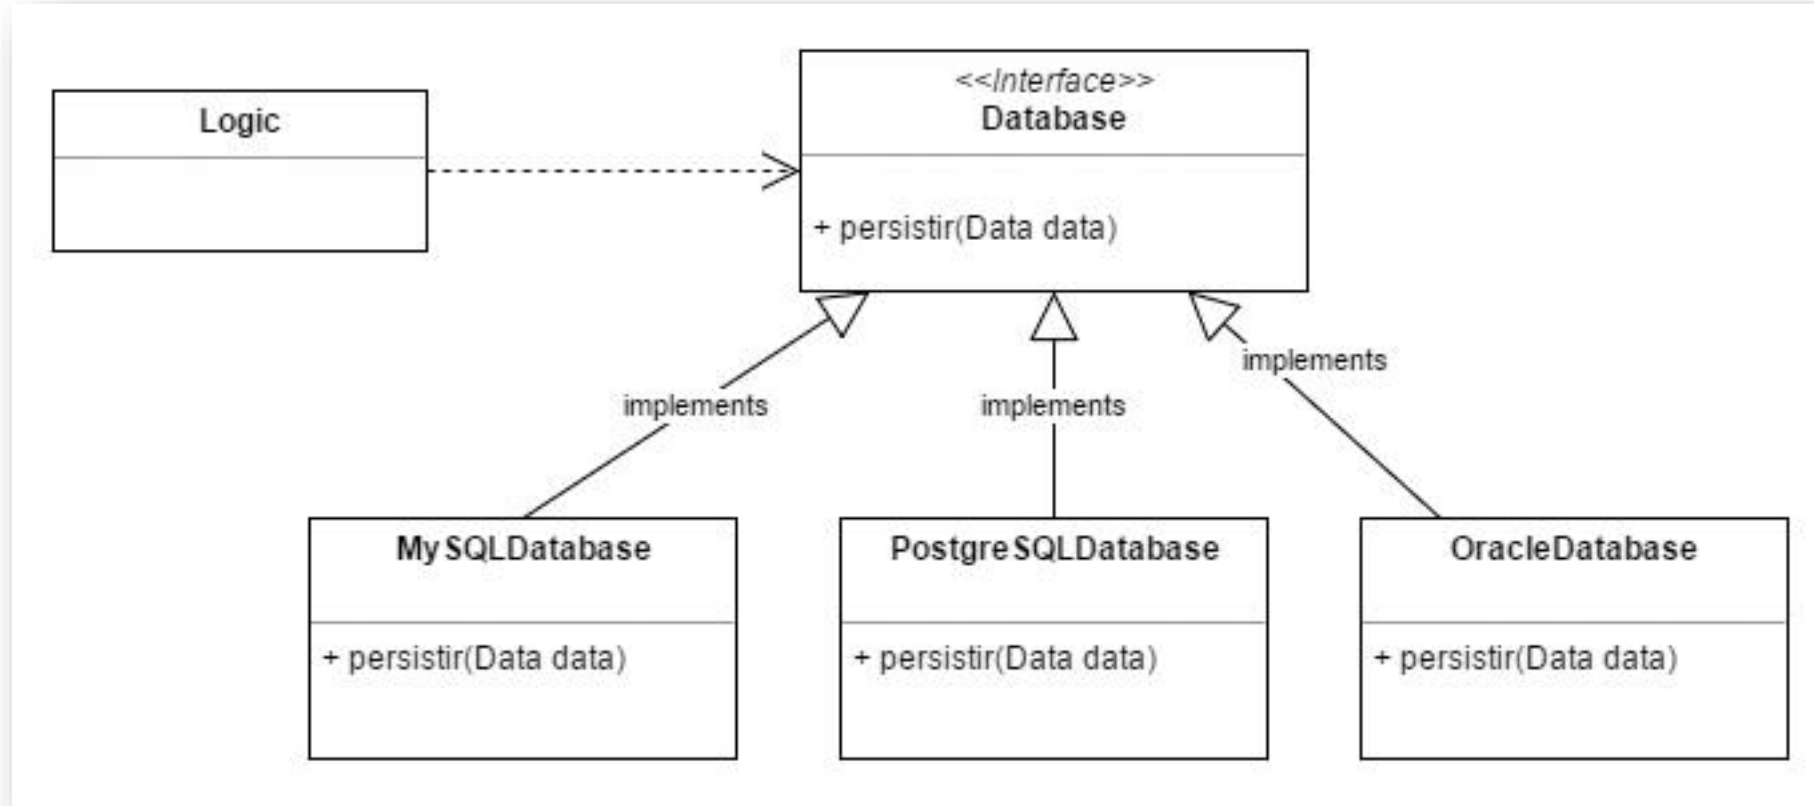 Logic
<<Interface>>
Database
+ persistir(Data data)
implements
implements
implements
MySQLDatabase
PostgreSQLDatabase
OracleDatabase
+ persistir(Data data)
+ persistir(Data data)
+ persistir(Data data)